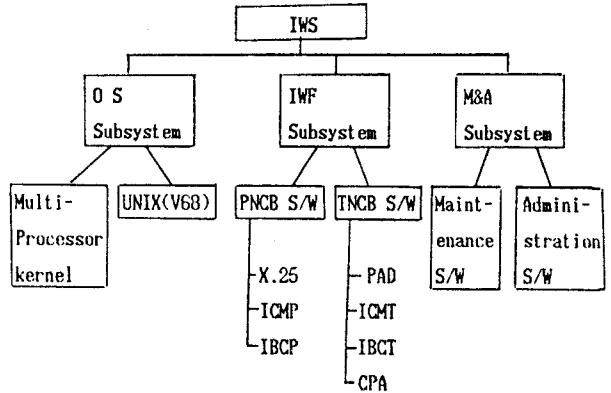 IWS
O S
Subsystem
IWF
Subsystem
M&A
Subsystem
Multi-
Processor
kernel
UNIX(V68)
PNCB S/W
X.25
ICMP
IBCP
TNCB S/W
PAD
ICMT
IBCT
CPA
Maint-
enance
S/W
Admini-
stration
S/W